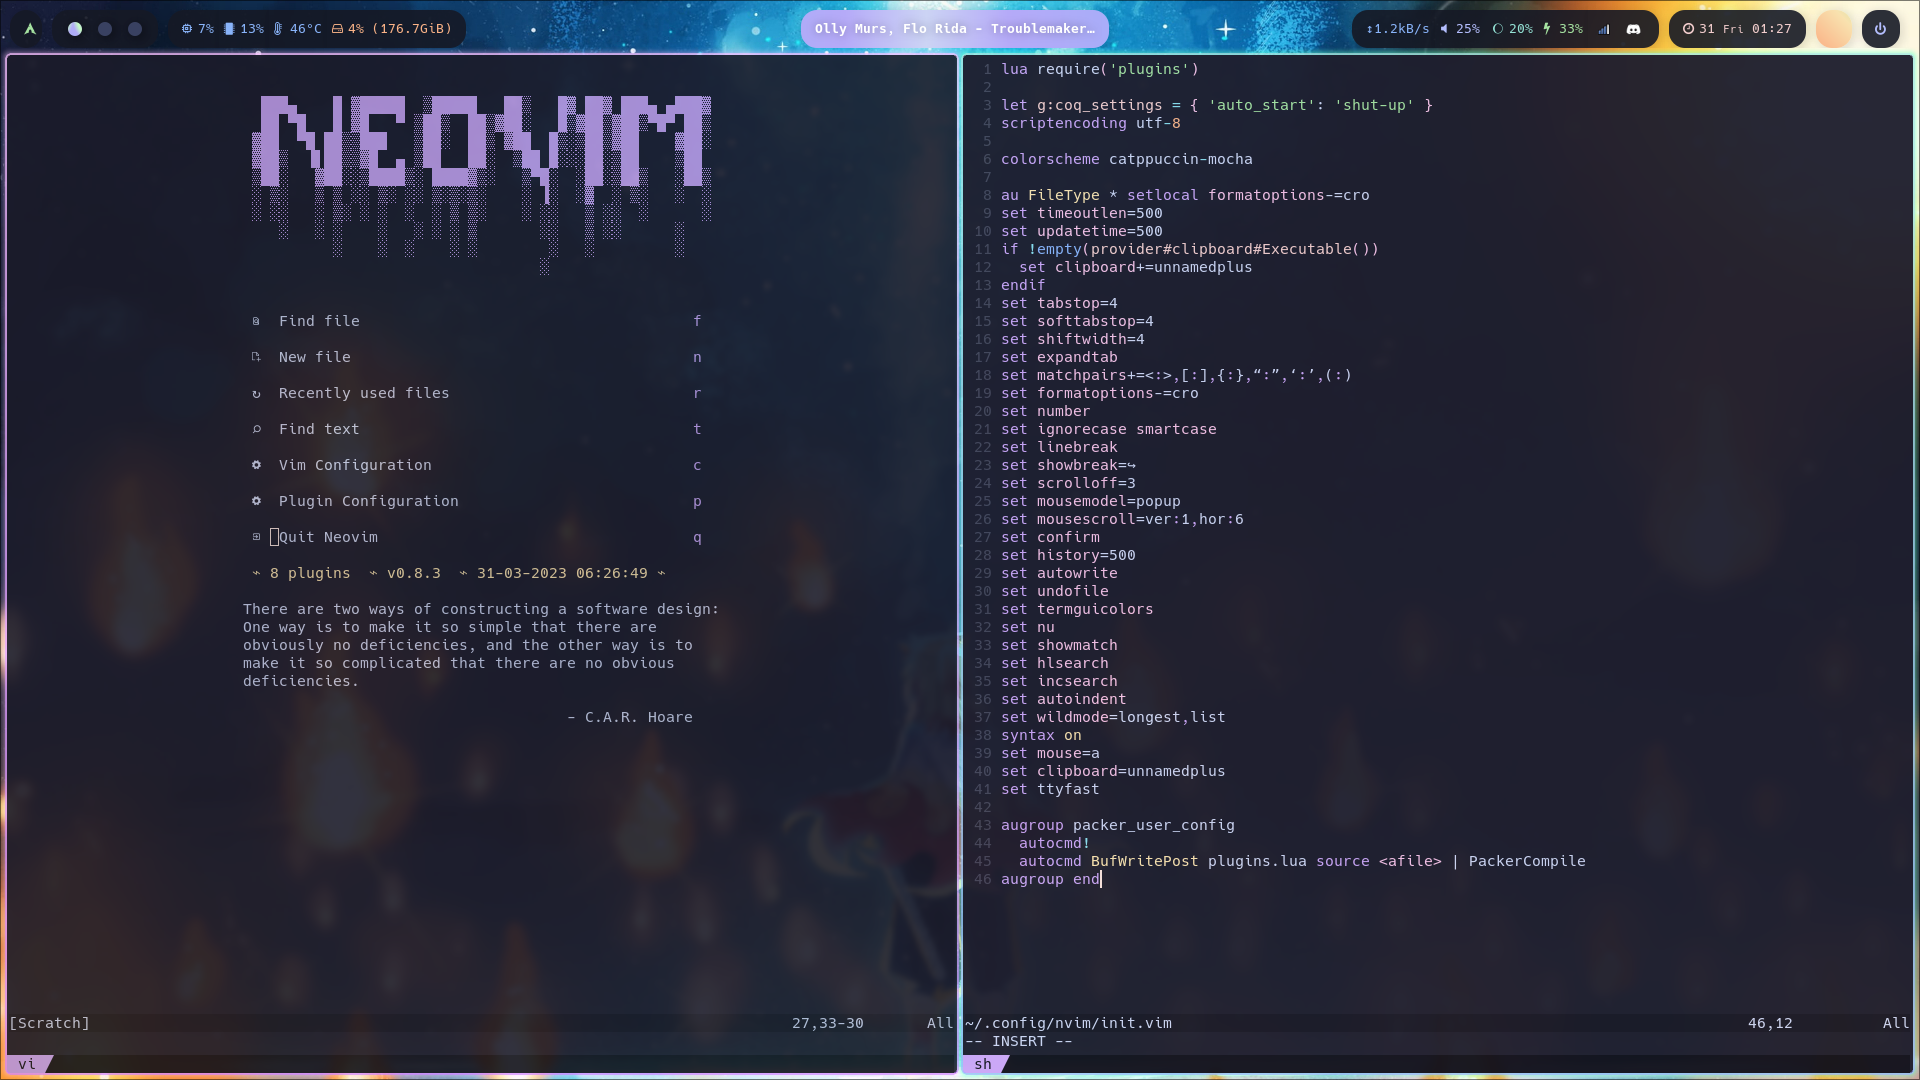 7% 13% 46°C 4% (176.7GiB)
Olly Murs, Flo Rida - Troublemaker…
↕1.2kB/s 25% 20% 33%
31 Fri 01:27
NEOVIM
Find file f
New file n
Recently used files r
Find text t
Vim Configuration c
Plugin Configuration p
Quit Neovim q
~ 8 plugins ~ v0.8.3 ~ 31-03-2023 06:26:49 ~
There are two ways of constructing a software design:
One way is to make it so simple that there are
obviously no deficiencies, and the other way is to
make it so complicated that there are no obvious
deficiencies.
- C.A.R. Hoare
[Scratch] 27,33-30 All
vi
1 lua require('plugins')
2
3 let g:coq_settings = { 'auto_start': 'shut-up' }
4 scriptencoding utf-8
5
6 colorscheme catppuccin-mocha
7
8 au FileType * setlocal formatoptions-=cro
9 set timeoutlen=500
10 set updatetime=500
11 if !empty(provider#clipboard#Executable())
12   set clipboard+=unnamedplus
13 endif
14 set tabstop=4
15 set softtabstop=4
16 set shiftwidth=4
17 set expandtab
18 set matchpairs+=<:>,[:],{:},“:”,‘:’,(:)
19 set formatoptions-=cro
20 set number
21 set ignorecase smartcase
22 set linebreak
23 set showbreak=↪
24 set scrolloff=3
25 set mousemodel=popup
26 set mousescroll=ver:1,hor:6
27 set confirm
28 set history=500
29 set autowrite
30 set undofile
31 set termguicolors
32 set nu
33 set showmatch
34 set hlsearch
35 set incsearch
36 set autoindent
37 set wildmode=longest,list
38 syntax on
39 set mouse=a
40 set clipboard=unnamedplus
41 set ttyfast
42
43 augroup packer_user_config
44   autocmd!
45   autocmd BufWritePost plugins.lua source <afile> | PackerCompile
46 augroup end
~/.config/nvim/init.vim 46,12 All
-- INSERT --
sh